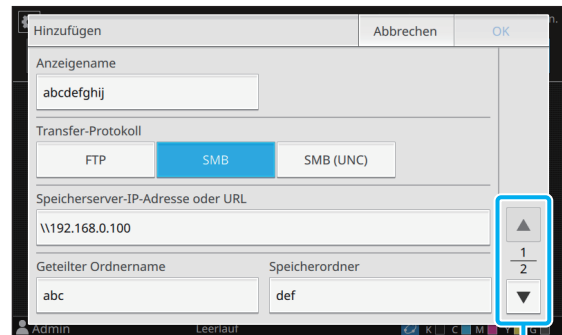 Hinzufügen
Abbrechen
OK
n.
Anzeigename
abcdefghij
Transfer-Protokoll
FTP
SMB
SMB (UNC)
Speicherserver-IP-Adresse oder URL
\\192.168.0.100
1
2
Geteilter Ordnername
Speicherordner
abc
def
Admin
Leerlauf
K
C
M
Y
G